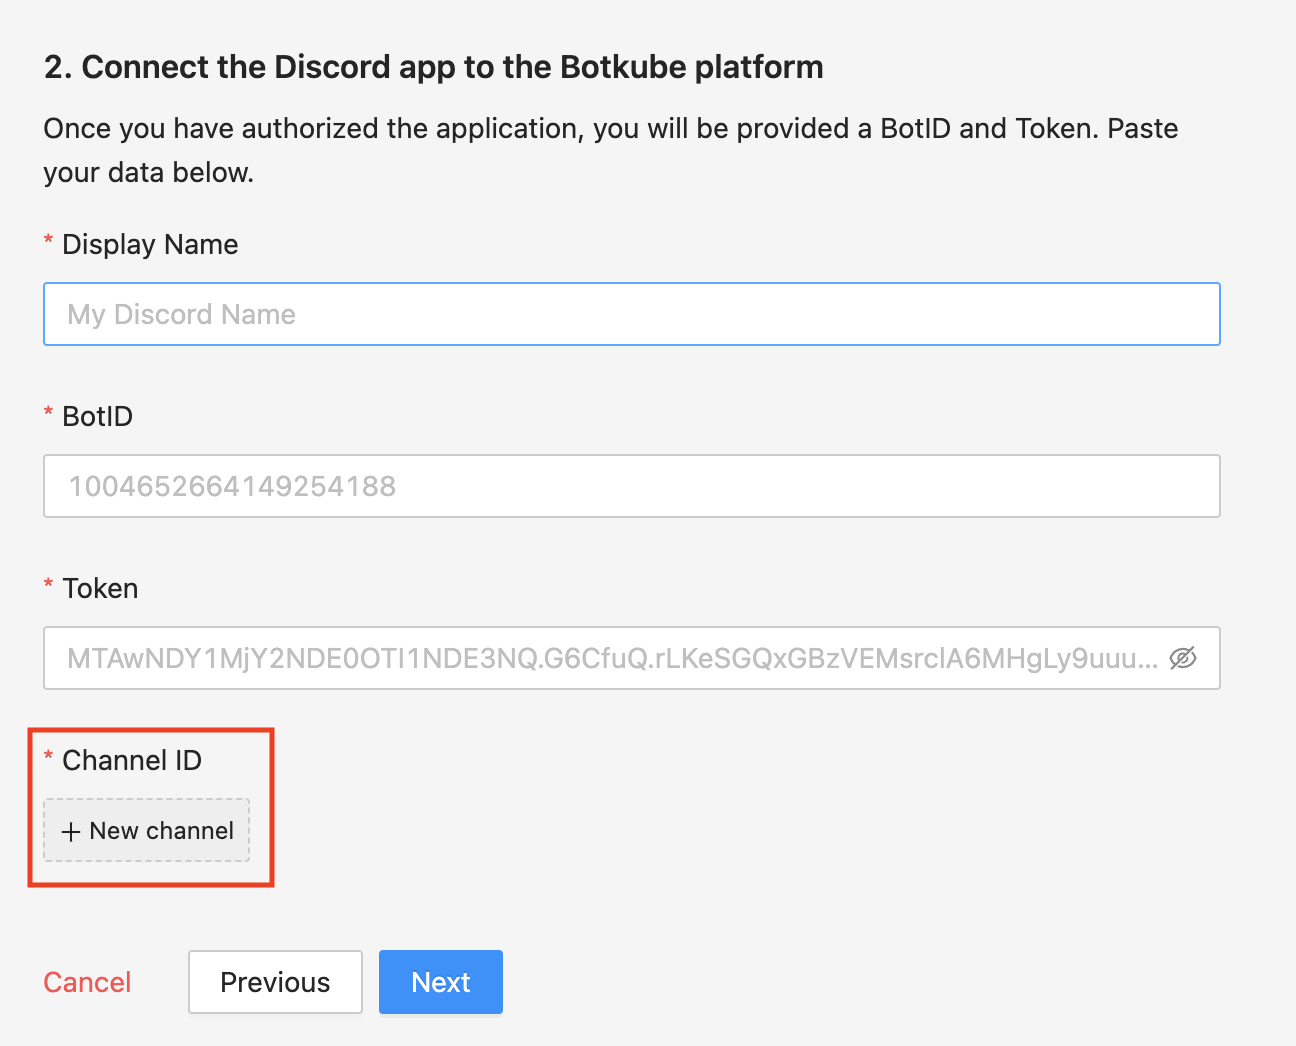 2. Connect the Discord app to the Botkube platform
Once you have authorized the application, you will be provided a BotID and Token. Paste
your data below.
* Display Name
My Discord Name
* BotID
1004652664149254188
* Token
MTAwNDY1MjY2NDE0OTI1NDE3NQ.G6CfuQ.rLKeSGQxGBzVEMsrclA6MHgLy9uuu...
* Channel ID
+ New channel
Cancel
Previous
Next